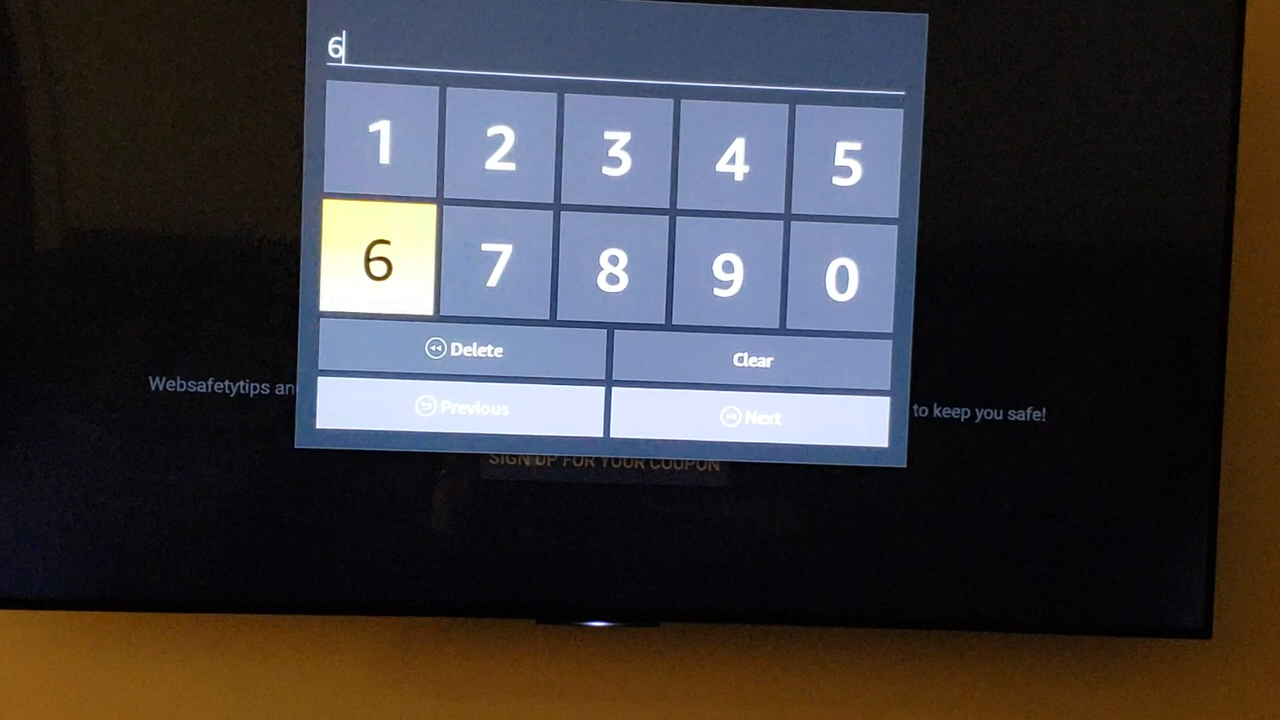 6
1 2 3 4 5
6 7 8 9 0
Delete Clear
Previous Next
Websafetytips an
to keep you safe!
SIGN UP FOR YOUR COUPON